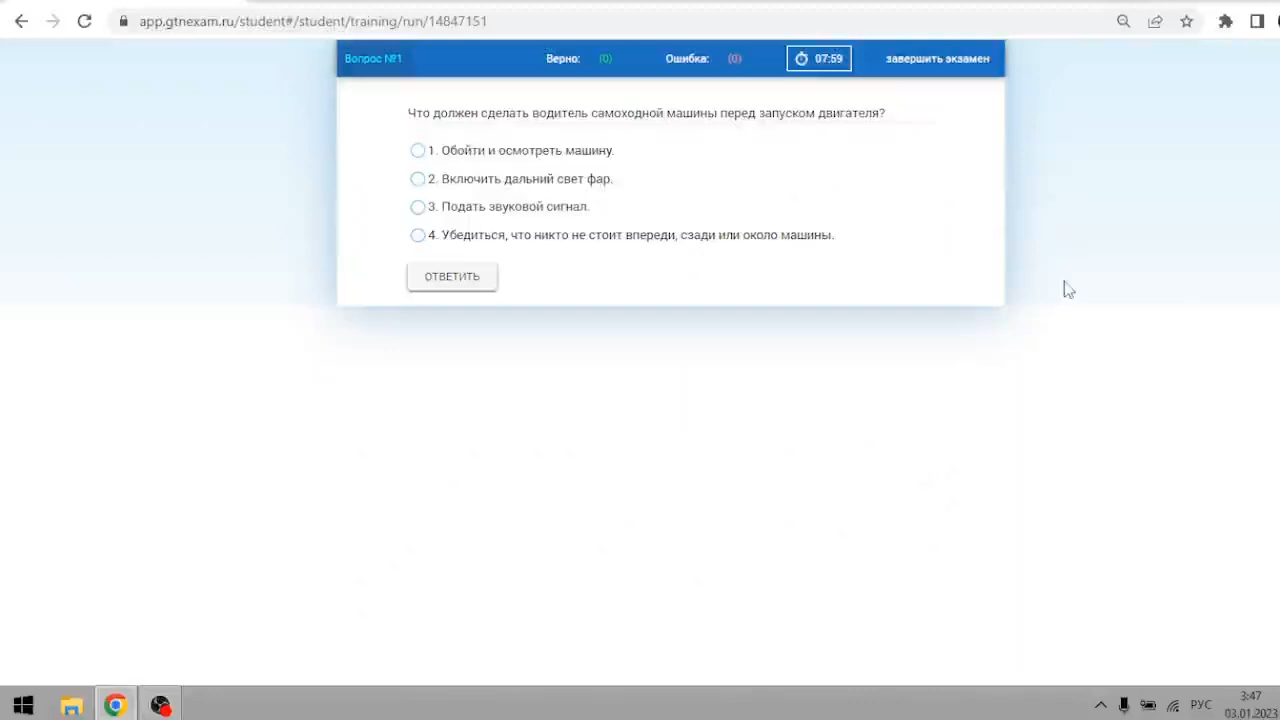 app.gtnexam.ru/student#/student/training/run/14847151
Вопрос №1 Верно: (0) Ошибка: (0) 07:59 завершить экзамен
Что должен сделать водитель самоходной машины перед запуском двигателя?
1. Обойти и осмотреть машину.
2. Включить дальний свет фар.
3. Подать звуковой сигнал.
4. Убедиться, что никто не стоит впереди, сзади или около машины.
ОТВЕТИТЬ
РУС 3:47
03.01.2023